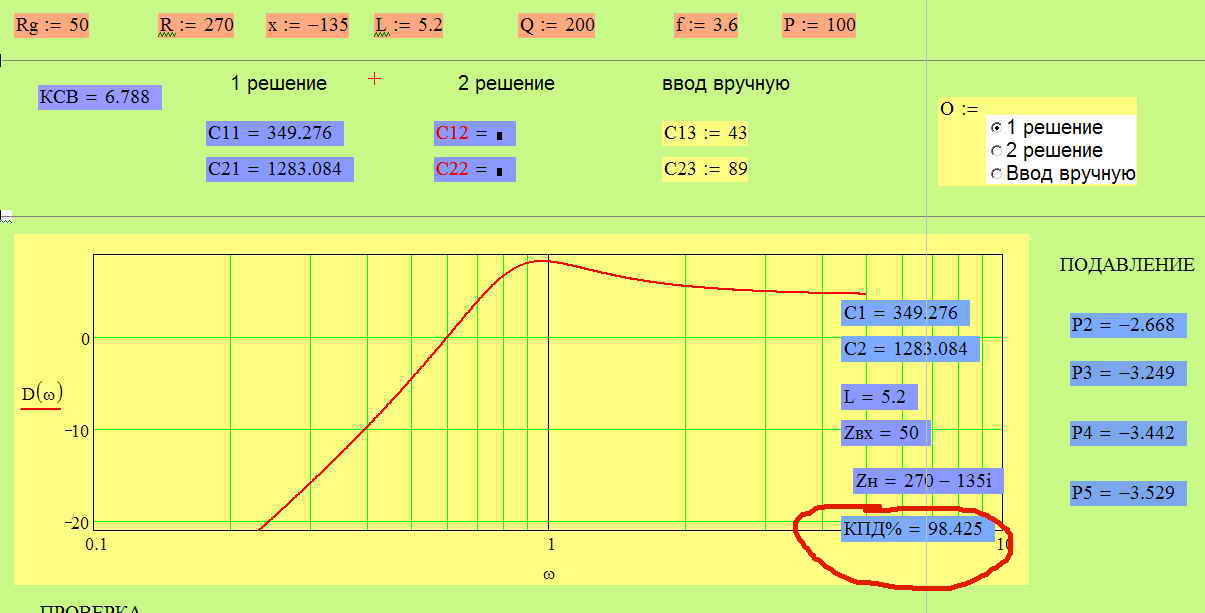 Rg := 50 R := 270 x := −135 L := 5.2 Q := 200 f := 3.6 P := 100
1 решение 2 решение ввод вручную
КСВ = 6.788
O :=
1 решение
2 решение
Ввод вручную
C11 = 349.276 C12 = C13 := 43
C21 = 1283.084 C22 = C23 := 89
ПОДАВЛЕНИЕ
C1 = 349.276
C2 = 1283.084
L = 5.2
Zвх = 50
Zн = 270 − 135i
КПД% = 98.425
P2 = −2.668
P3 = −3.249
P4 = −3.442
P5 = −3.529
0
D(ω)
−10
−20
0.1 1 10
ω
ПРОВЕРКА